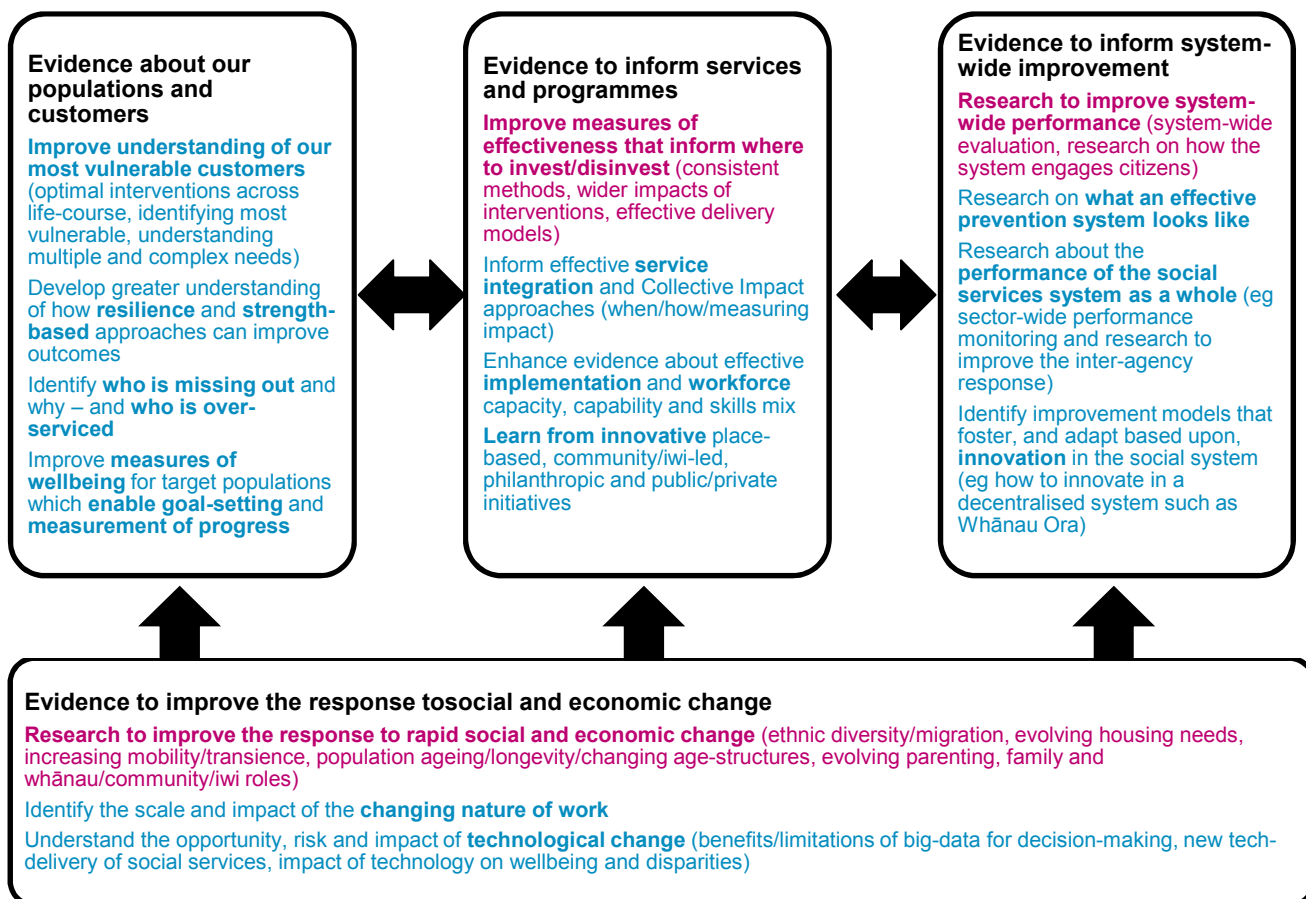 Evidence about our
populations and
customers
Improve understanding of our
most vulnerable customers
(optimal interventions across
life-course, identifying most
vulnerable, understanding
multiple and complex needs)
Develop greater understanding
of how resilience and strength-
based approaches can improve
outcomes
Identify who is missing out and
why – and who is over-
serviced
Improve measures of
wellbeing for target populations
which enable goal-setting and
measurement of progress
Evidence to inform services
and programmes
Improve measures of
effectiveness that inform where
to invest/disinvest (consistent
methods, wider impacts of
interventions, effective delivery
models)
Inform effective service
integration and Collective Impact
approaches (when/how/measuring
impact)
Enhance evidence about effective
implementation and workforce
capacity, capability and skills mix
Learn from innovative place-
based, community/iwi-led,
philanthropic and public/private
initiatives
Evidence to inform system-
wide improvement
Research to improve system-
wide performance (system-wide
evaluation, research on how the
system engages citizens)
Research on what an effective
prevention system looks like
Research about the
performance of the social
services system as a whole (eg
sector-wide performance
monitoring and research to
improve the inter-agency
response)
Identify improvement models that
foster, and adapt based upon,
innovation in the social system
(eg how to innovate in a
decentralised system such as
Whānau Ora)
Evidence to improve the response tosocial and economic change
Research to improve the response to rapid social and economic change (ethnic diversity/migration, evolving housing needs,
increasing mobility/transience, population ageing/longevity/changing age-structures, evolving parenting, family and
whānau/community/iwi roles)
Identify the scale and impact of the changing nature of work
Understand the opportunity, risk and impact of technological change (benefits/limitations of big-data for decision-making, new tech-
delivery of social services, impact of technology on wellbeing and disparities)